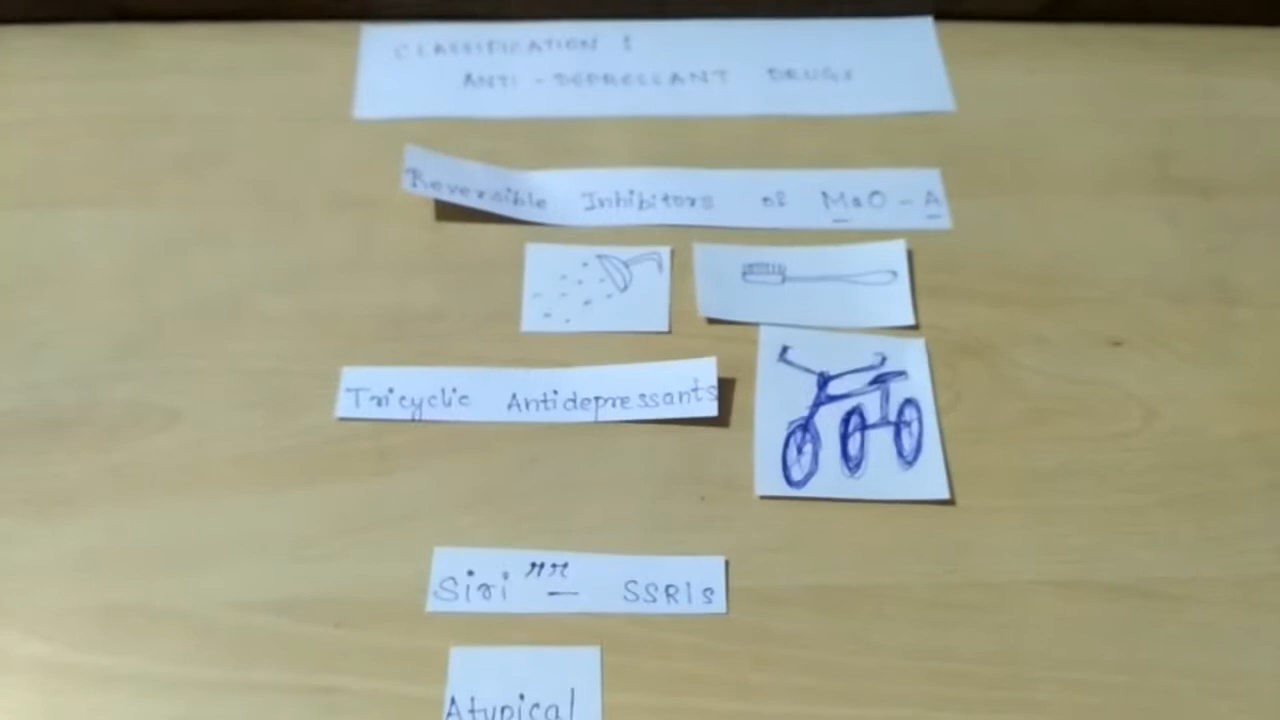 CLASSIFICATION :
ANTI - DEPRESSANT DRUGS
Reversible Inhibitors of MaO - A
Tricyclic Antidepressants
Siri — SSRIs
Atypical